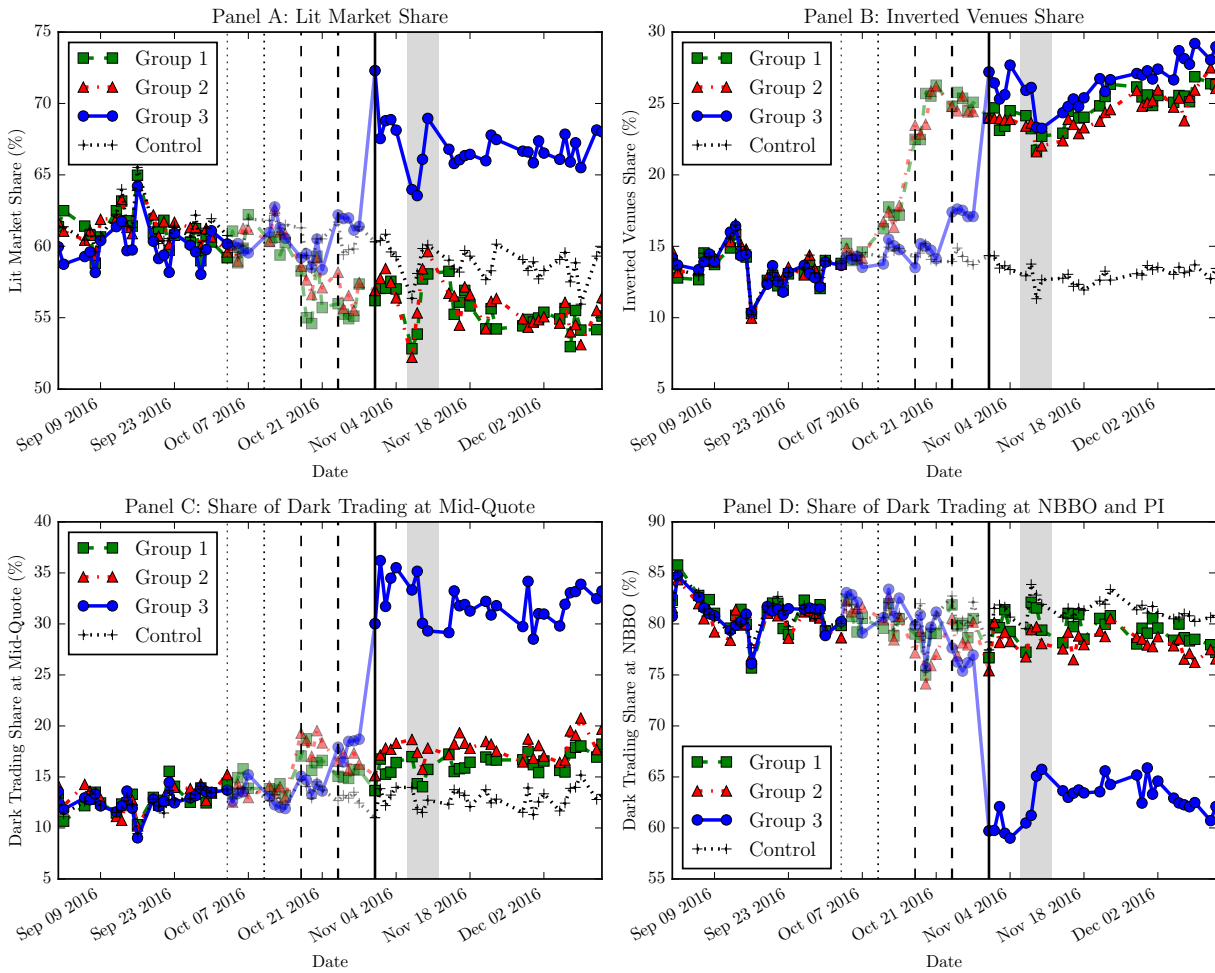 Panel A: Lit Market Share
Lit Market Share (%)
75
70
65
60
55
50
Group 1
Group 2
Group 3
Control
Sep 09 2016
Sep 23 2016
Oct 07 2016
Oct 21 2016
Nov 04 2016
Nov 18 2016
Dec 02 2016
Date
Panel B: Inverted Venues Share
Inverted Venues Share (%)
30
25
20
15
10
5
Group 1
Group 2
Group 3
Control
Sep 09 2016
Sep 23 2016
Oct 07 2016
Oct 21 2016
Nov 04 2016
Nov 18 2016
Dec 02 2016
Date
Panel C: Share of Dark Trading at Mid-Quote
Dark Trading Share at Mid-Quote (%)
40
35
30
25
20
15
10
5
Group 1
Group 2
Group 3
Control
Sep 09 2016
Sep 23 2016
Oct 07 2016
Oct 21 2016
Nov 04 2016
Nov 18 2016
Dec 02 2016
Date
Panel D: Share of Dark Trading at NBBO and PI
Dark Trading Share at NBBO (%)
90
85
80
75
70
65
60
55
Group 1
Group 2
Group 3
Control
Sep 09 2016
Sep 23 2016
Oct 07 2016
Oct 21 2016
Nov 04 2016
Nov 18 2016
Dec 02 2016
Date